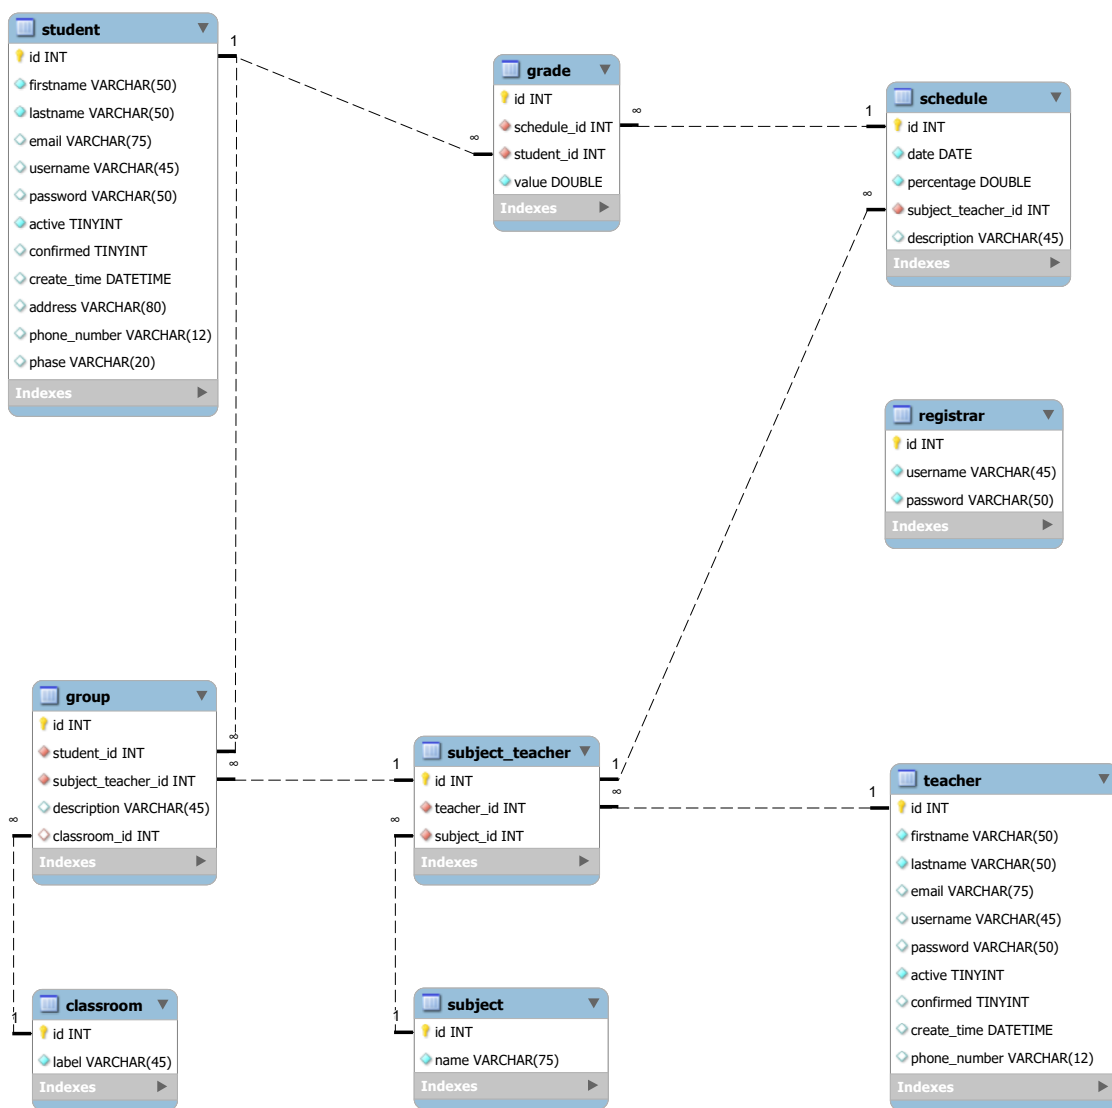 student
id INT
firstname VARCHAR(50)
lastname VARCHAR(50)
email VARCHAR(75)
username VARCHAR(45)
password VARCHAR(50)
active TINYINT
confirmed TINYINT
create_time DATETIME
address VARCHAR(80)
phone_number VARCHAR(12)
phase VARCHAR(20)
Indexes
1
∞
grade
id INT
schedule_id INT
student_id INT
value DOUBLE
Indexes
∞
1
schedule
id INT
date DATE
percentage DOUBLE
subject_teacher_id INT
description VARCHAR(45)
Indexes
∞
registrar
id INT
username VARCHAR(45)
password VARCHAR(50)
Indexes
group
id INT
student_id INT
subject_teacher_id INT
description VARCHAR(45)
classroom_id INT
Indexes
∞
∞
∞
1
subject_teacher
id INT
teacher_id INT
subject_id INT
Indexes
1
∞
∞
1
teacher
id INT
firstname VARCHAR(50)
lastname VARCHAR(50)
email VARCHAR(75)
username VARCHAR(45)
password VARCHAR(50)
active TINYINT
confirmed TINYINT
create_time DATETIME
phone_number VARCHAR(12)
Indexes
1
classroom
id INT
label VARCHAR(45)
Indexes
1
subject
id INT
name VARCHAR(75)
Indexes